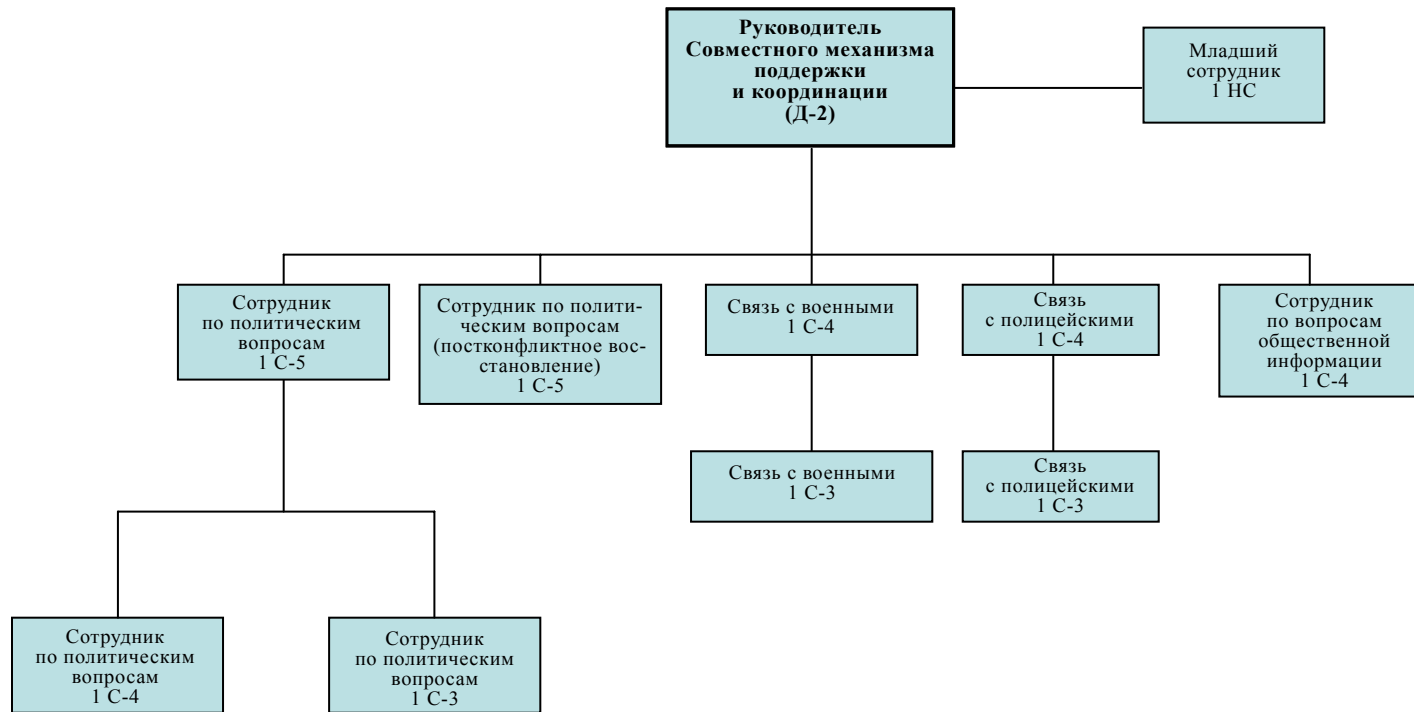 Руководитель
Совместного механизма
поддержки
и координации
(Д-2)
Младший
сотрудник
1 НС
Сотрудник
по политическим
вопросам
1 С-5
Сотрудник по полити-
ческим вопросам
(постконфликтное вос-
становление)
1 С-5
Связь с военными
1 С-4
Связь
с полицейскими
1 С-4
Сотрудник
по вопросам
общественной
информации
1 С-4
Связь с военными
1 С-3
Связь
с полицейскими
1 С-3
Сотрудник
по политическим
вопросам
1 С-4
Сотрудник
по политическим
вопросам
1 С-3